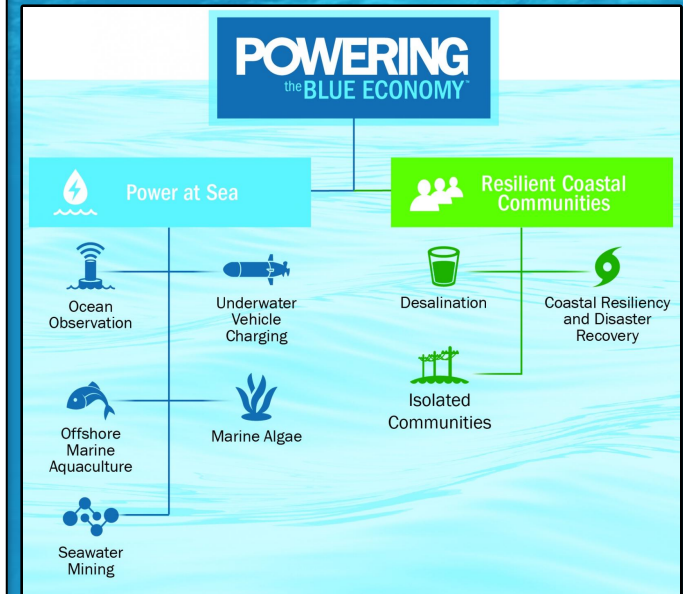 POWERING
the BLUE ECONOMY™
Power at Sea
Resilient Coastal
Communities
Ocean
Observation
Underwater
Vehicle
Charging
Desalination
Coastal Resiliency
and Disaster
Recovery
Offshore
Marine
Aquaculture
Marine Algae
Isolated
Communities
Seawater
Mining